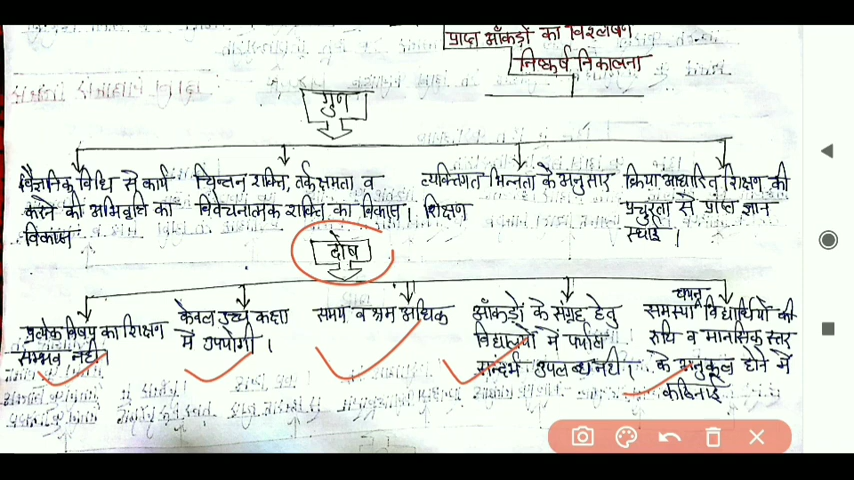 प्राप्त आँकड़ों का विश्लेषण
निष्कर्ष निकालना
गुण
वैज्ञानिक विधि से कार्य
करने की अभिवृत्ति का
विकास
चिन्तन शक्ति, तर्कक्षमता व
विवेचनात्मक शक्ति का विकास।
व्यक्तिगत भिन्नता के अनुसार
शिक्षण
क्रिया आधारित शिक्षण की
प्रचुरता से प्राप्त ज्ञान
स्थाई।
दोष
प्रत्येक विषय का शिक्षण
सम्भव नहीं
केवल उच्च कक्षा
में उपयोगी।
समय व श्रम अधिक
आँकड़ों के संग्रह हेतु
विद्यालयों में पर्याप्त
सन्दर्भ उपलब्ध नहीं।
चयन
समस्या विद्यार्थियों की
रुचि व मानसिक स्तर
के अनुकूल होने में
कठिनाई